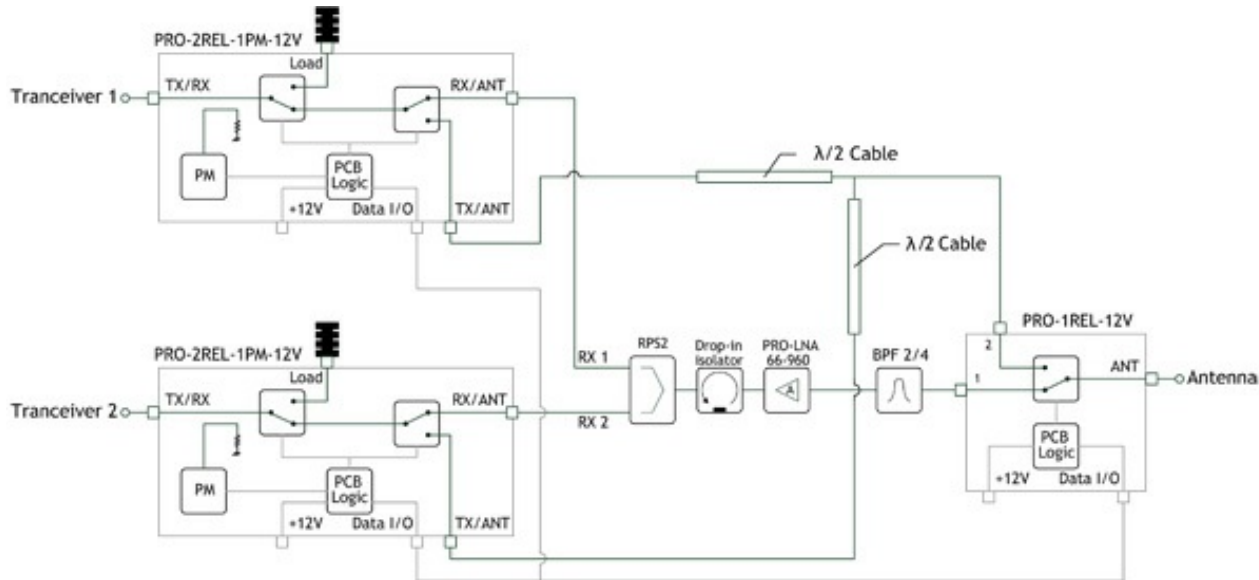 PRO-2REL-1PM-12V
Load
TX/RX
RX/ANT
Tranceiver 1
PM
PCB
Logic
+12V
Data I/O
TX/ANT
λ/2 Cable
λ/2 Cable
PRO-2REL-1PM-12V
Load
TX/RX
RX/ANT
Tranceiver 2
PM
PCB
Logic
+12V
Data I/O
TX/ANT
RX 1
RX 2
RPS2
Drop-in
isolator
PRO-LNA
66-960
A
BPF 2/4
PRO-1REL-12V
2
1
ANT
Antenna
PCB
Logic
+12V
Data I/O